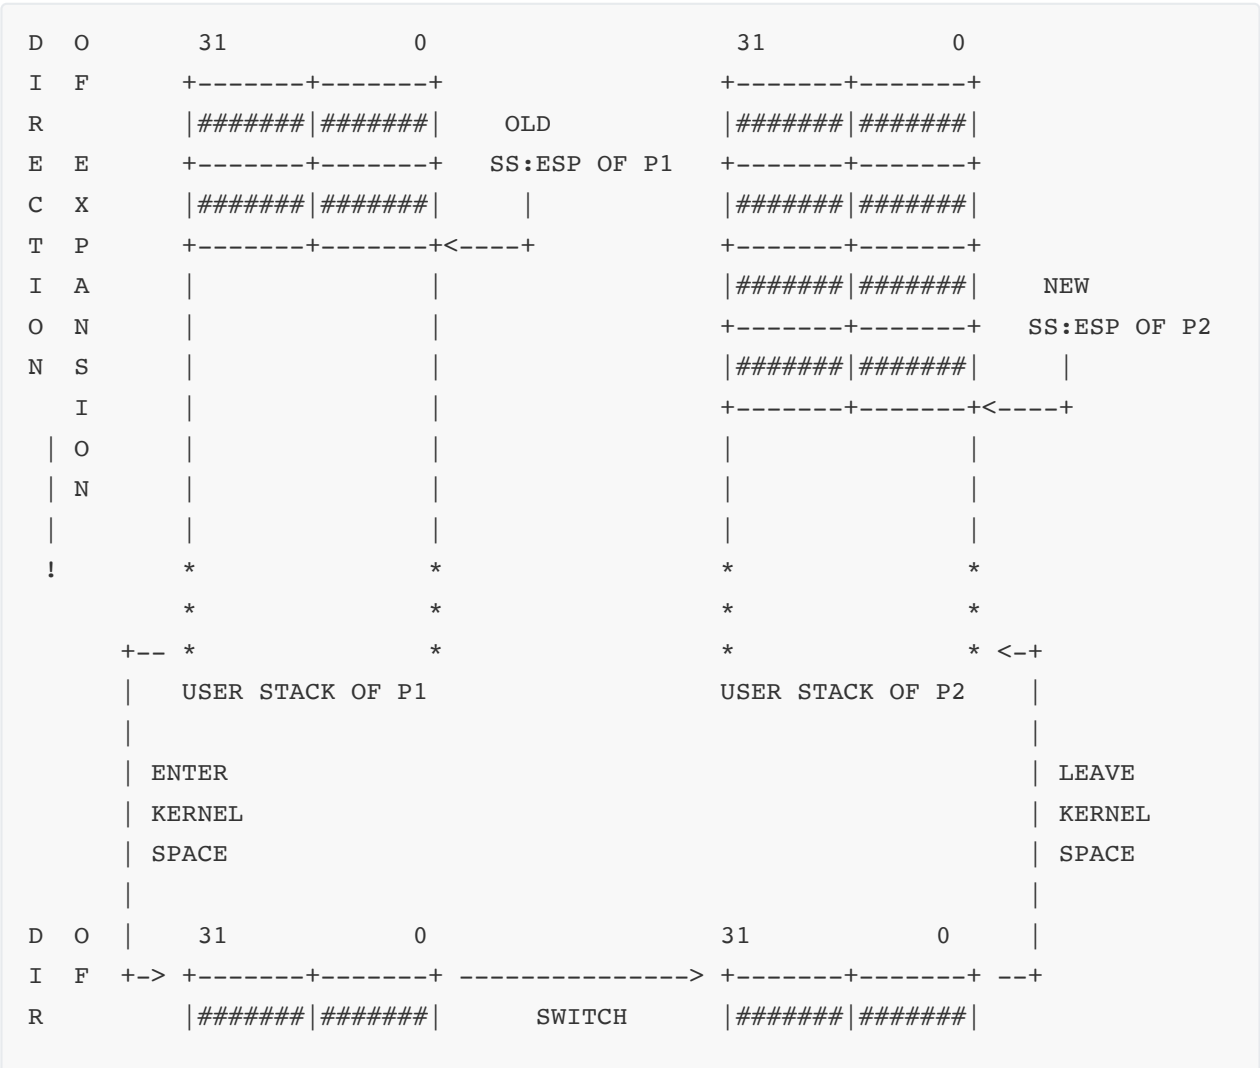 D  O       31            0                    31            0
I  F      +-------+-------+                  +-------+-------+
R         |#######|#######|    OLD           |#######|#######|
E  E      +-------+-------+   SS:ESP OF P1   +-------+-------+
C  X      |#######|#######|     |            |#######|#######|
T  P      +-------+-------+<----+            +-------+-------+
I  A      |               |                  |#######|#######|    NEW
O  N      |               |                  +-------+-------+   SS:ESP OF P2
N  S      |               |                  |#######|#######|     |
   I      |               |                  +-------+-------+<----+
 | O      |               |                  |               |
 | N      |               |                  |               |
 |        |               |                  |               |
 !        *               *                  *               *
          *               *                  *               *
      +-- *               *                  *               * <-+
      |   USER STACK OF P1                   USER STACK OF P2    |
      |                                                          |
      | ENTER                                                    | LEAVE
      | KERNEL                                                   | KERNEL
      | SPACE                                                    | SPACE
      |                                                          |
D  O  |    31            0                   31            0     |
I  F  +-> +-------+-------+ ---------------> +-------+-------+ --+
R         |#######|#######|      SWITCH      |#######|#######|